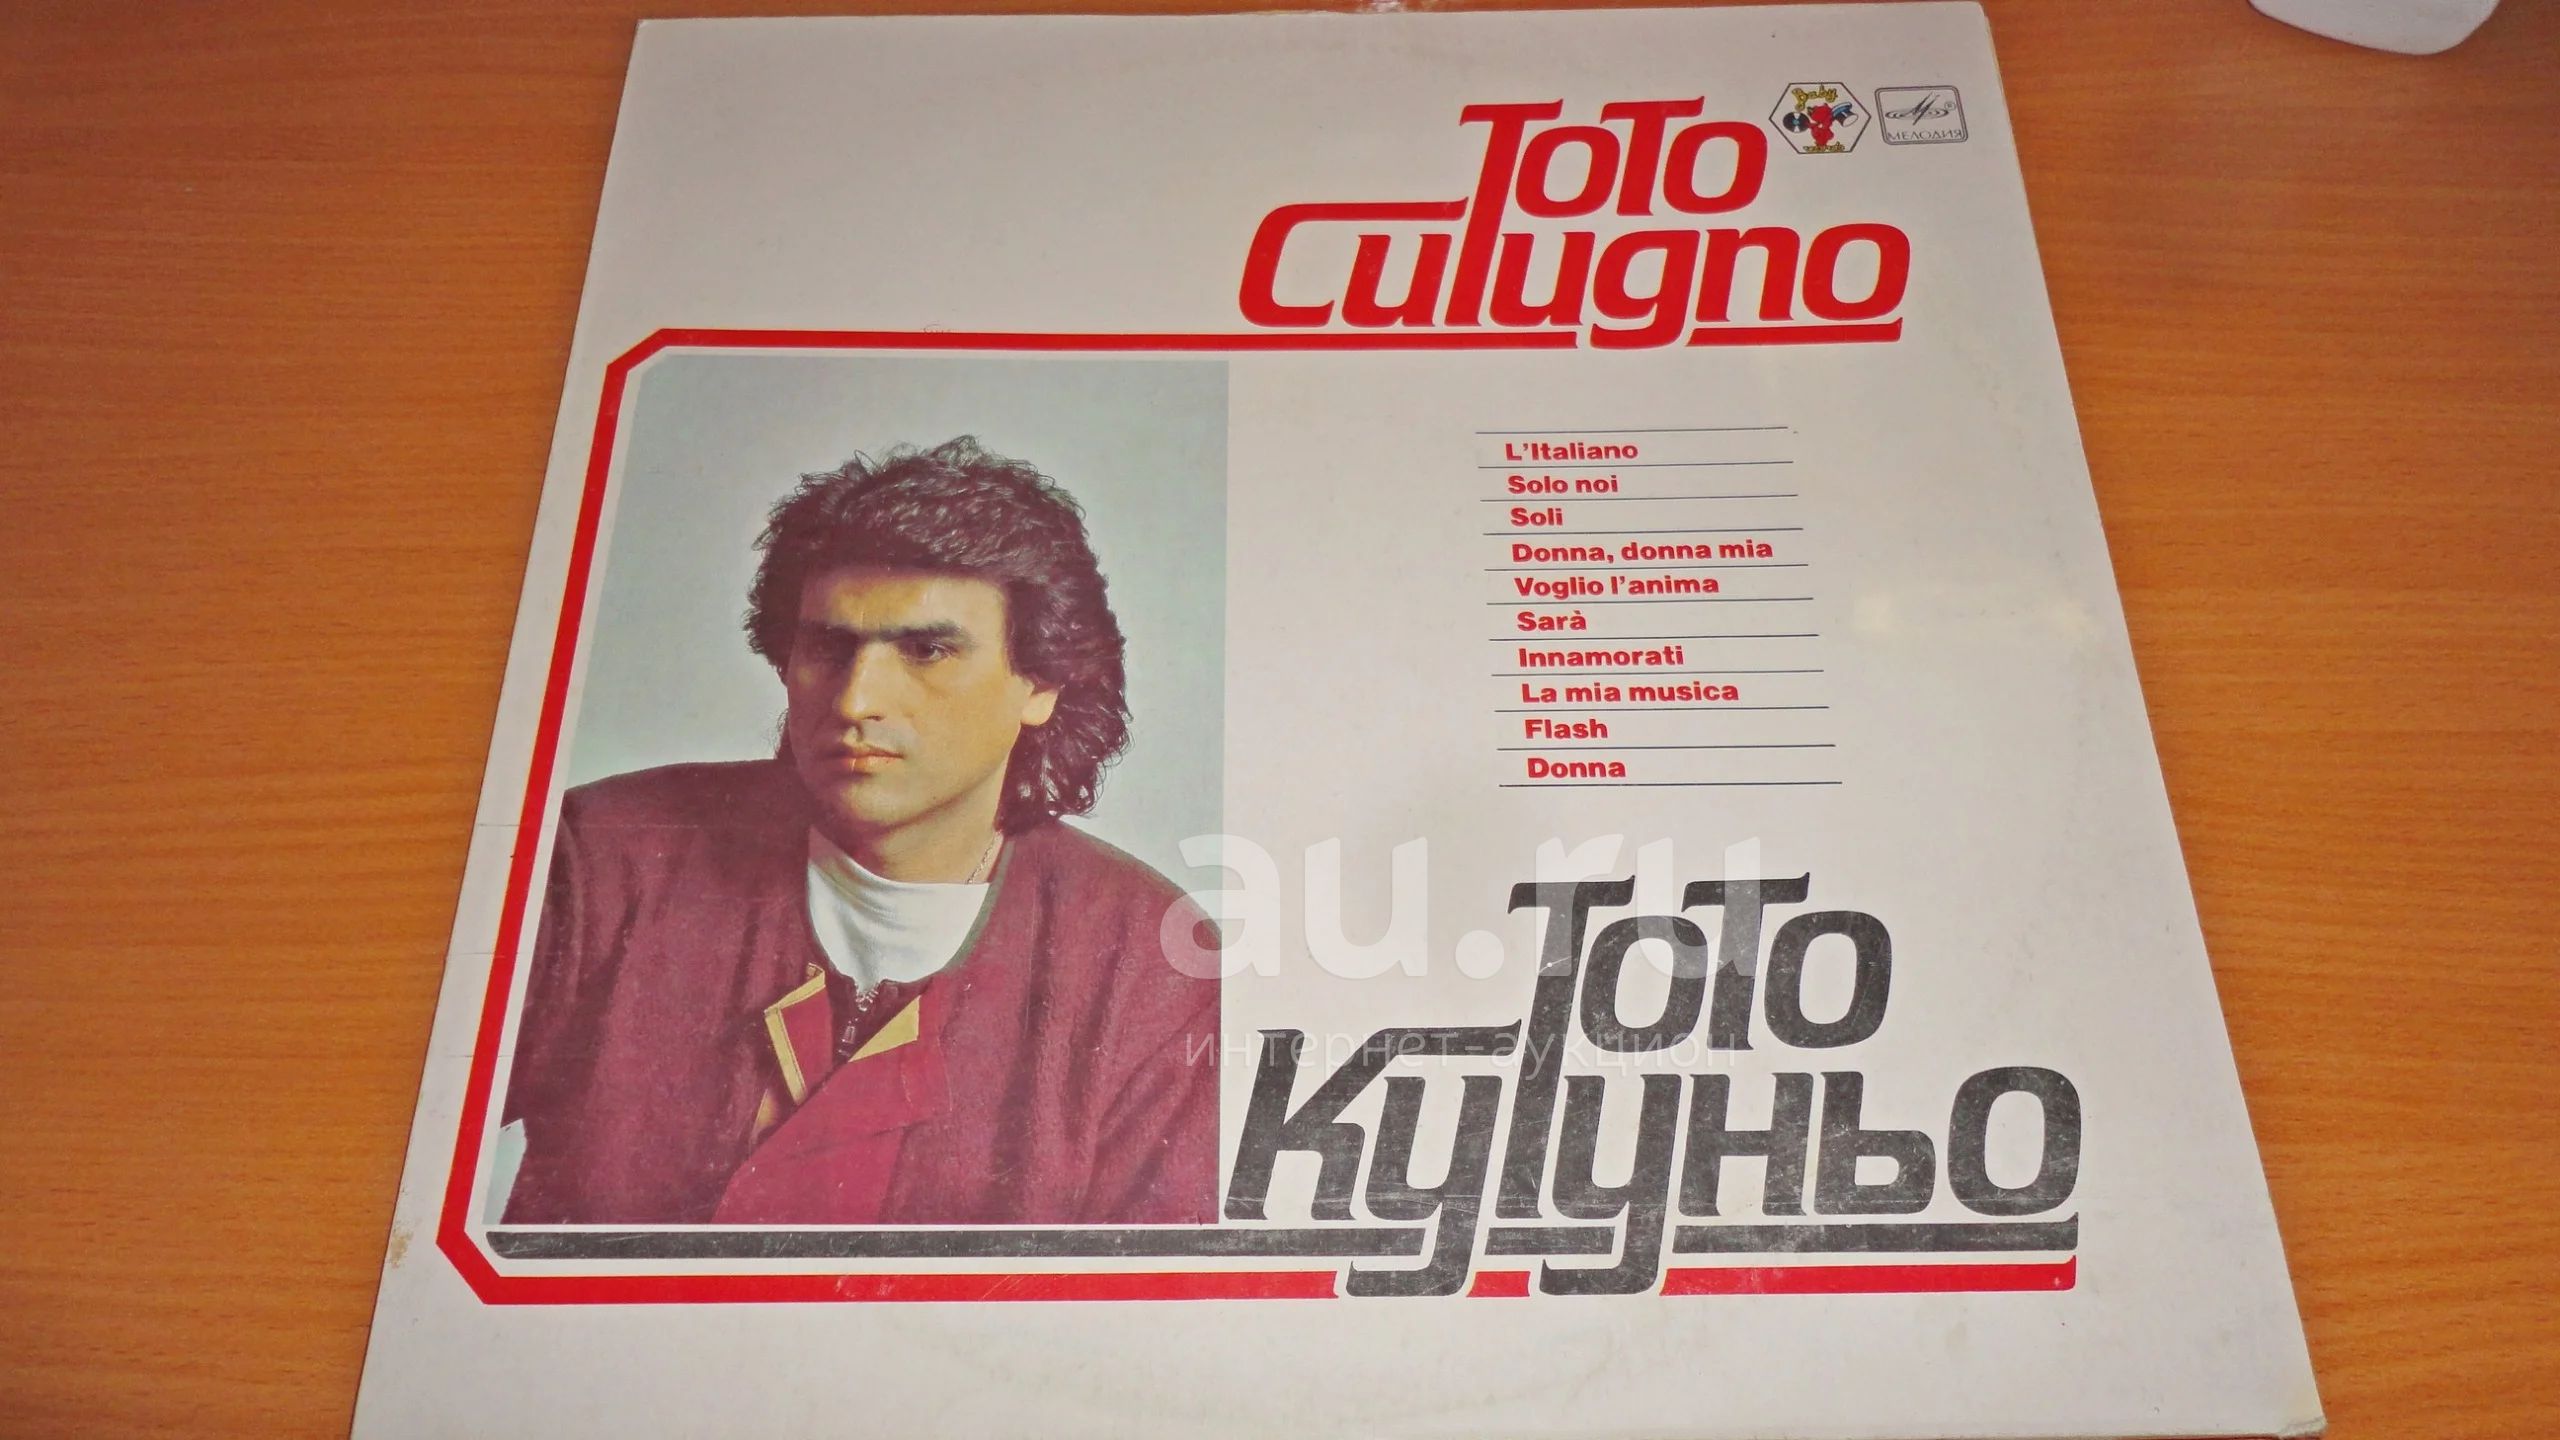 Toto
Cutugno
Baby
records
МЕЛОДИЯ
L'Italiano
Solo noi
Soli
Donna, donna mia
Voglio l'anima
Sarà
Innamorati
La mia musica
Flash
Donna
au.ru
интернет-аукцион
Тото
Кутуньо